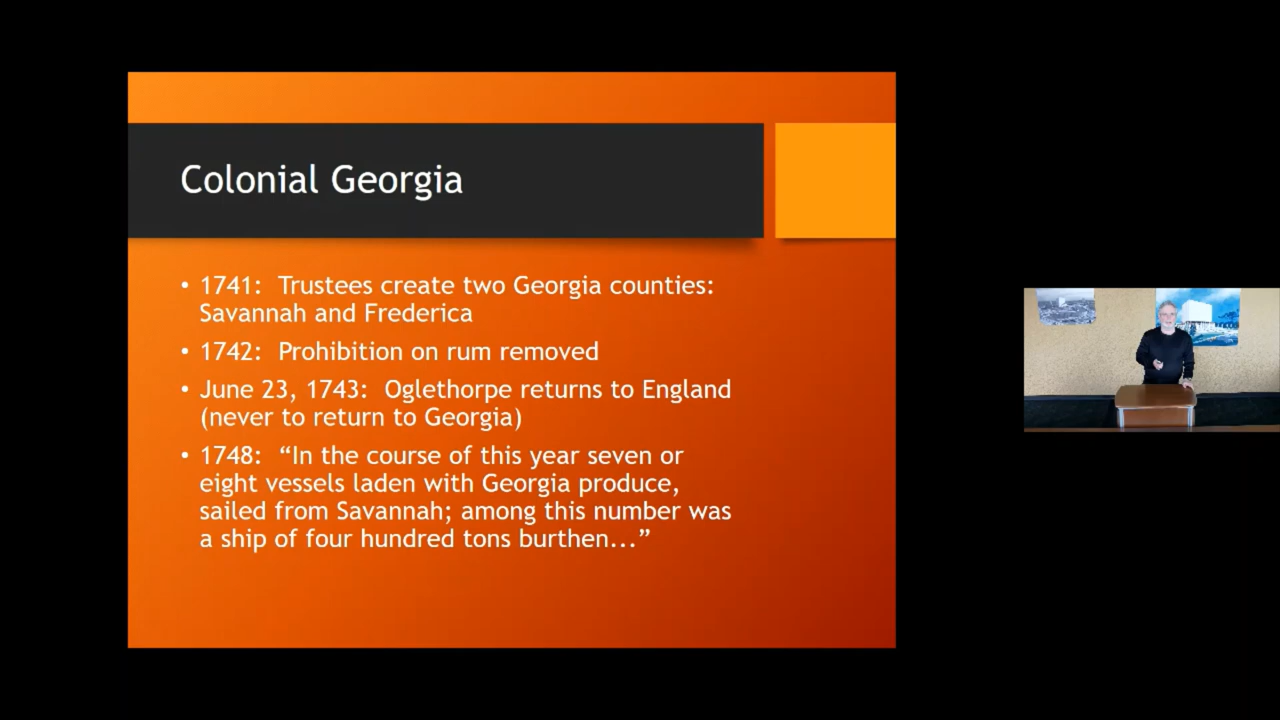 Colonial Georgia
• 1741:  Trustees create two Georgia counties:
Savannah and Frederica
• 1742:  Prohibition on rum removed
• June 23, 1743:  Oglethorpe returns to England
(never to return to Georgia)
• 1748:  “In the course of this year seven or
eight vessels laden with Georgia produce,
sailed from Savannah; among this number was
a ship of four hundred tons burthen...”